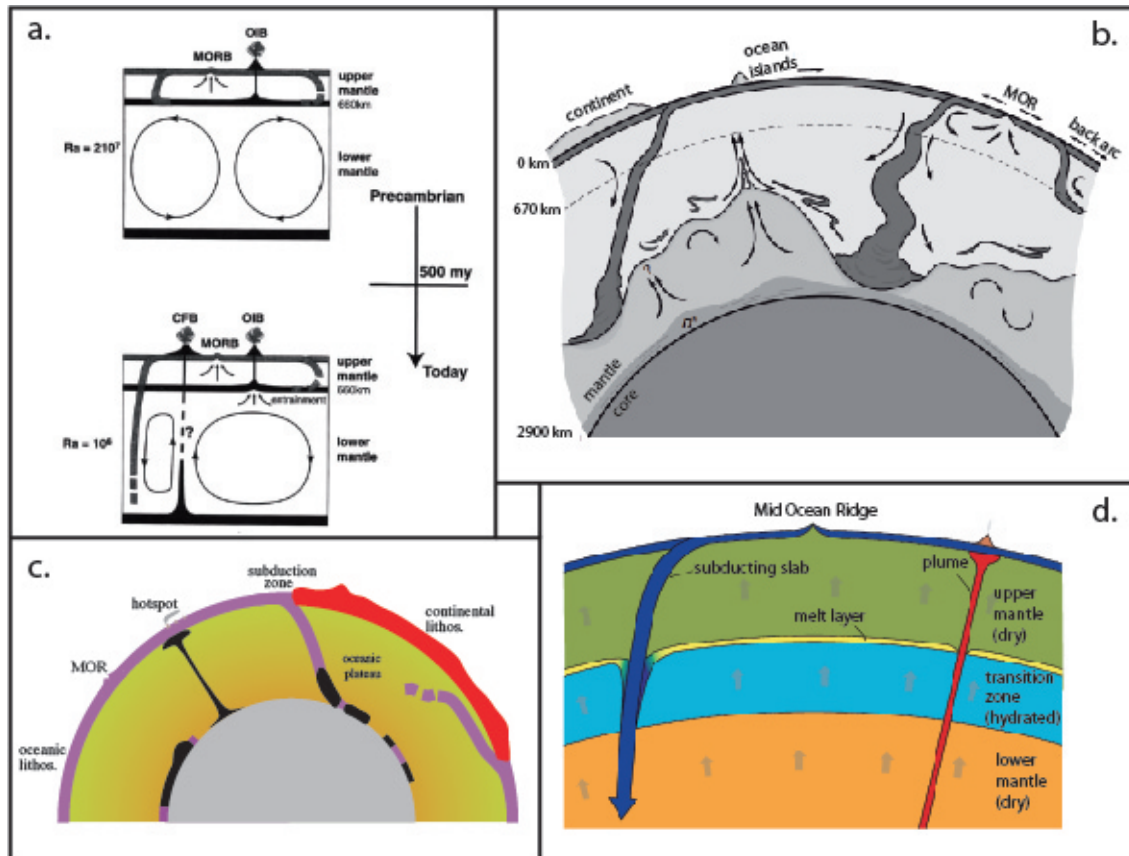 a.
OIB
MORB
upper
mantle
660km
Ra = 210⁷
lower
mantle
Precambrian
500 my
Today
CFB
OIB
MORB
upper
mantle
660km
entrainment
?
Ra = 10⁶
lower
mantle
b.
ocean
islands
continent
MOR
back arc
0 km
670 km
?
mantle
core
2900 km
c.
subduction
zone
hotspot
continental
lithos.
MOR
oceanic
plateau
oceanic
lithos.
d.
Mid Ocean Ridge
subducting slab
plume
upper
mantle
(dry)
melt layer
transition
zone
(hydrated)
lower
mantle
(dry)